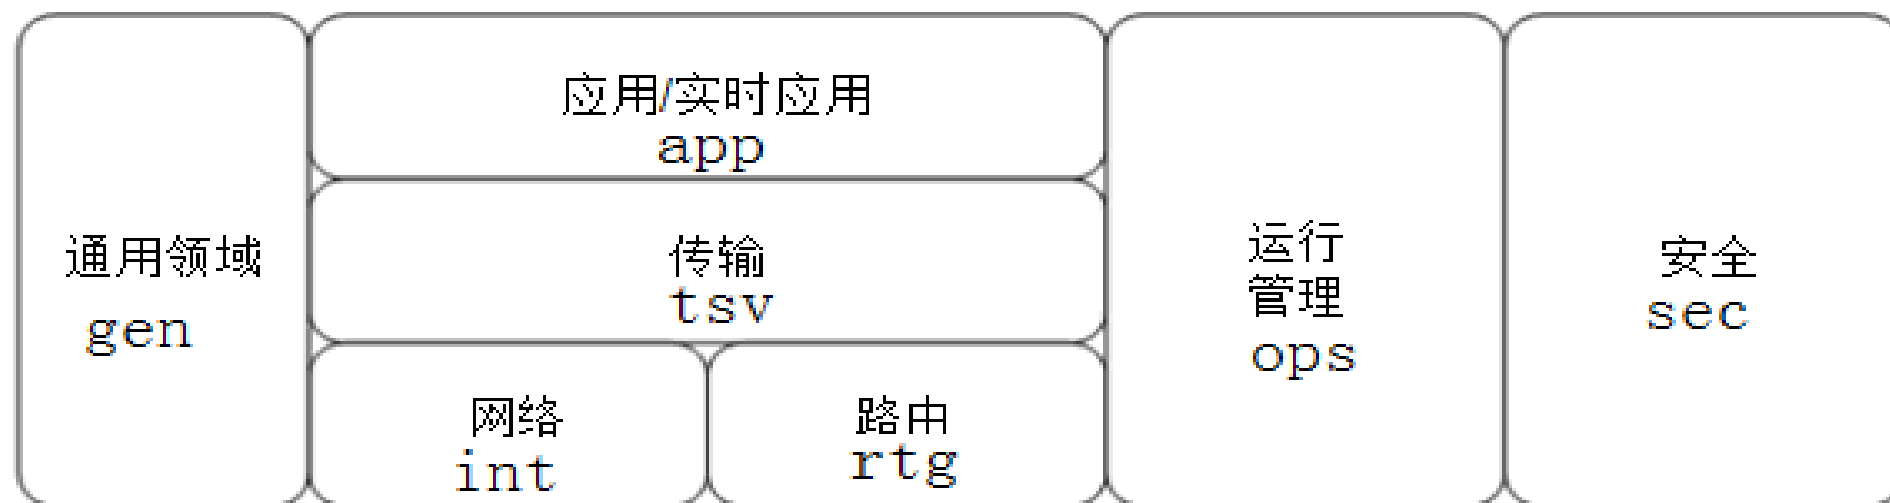 通用领域
gen
应用/实时应用
app
传输
tsv
网络
int
路由
rtg
运行
管理
ops
安全
sec